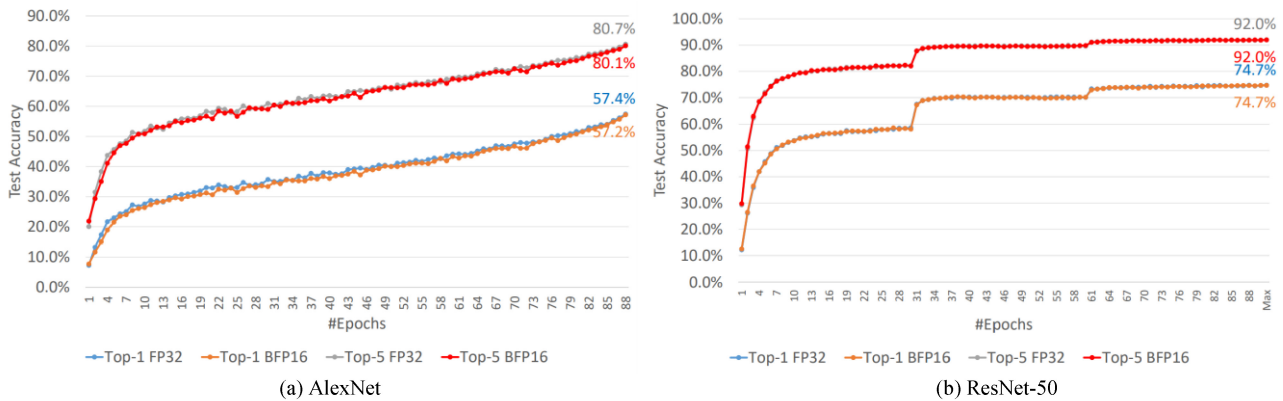 90.0%
80.0%
70.0%
60.0%
50.0%
40.0%
30.0%
20.0%
10.0%
0.0%
Test Accuracy
80.7%
80.1%
57.4%
57.2%
1 4 7 10 13 16 19 22 25 28 31 34 37 40 43 46 49 52 55 58 61 64 67 70 73 76 79 82 85 88
#Epochs
Top-1 FP32 Top-1 BFP16 Top-5 FP32 Top-5 BFP16
(a) AlexNet
100.0%
90.0%
80.0%
70.0%
60.0%
50.0%
40.0%
30.0%
20.0%
10.0%
0.0%
Test Accuracy
92.0%
92.0%
74.7%
74.7%
1 4 7 10 13 16 19 22 25 28 31 34 37 40 43 46 49 52 55 58 61 64 67 70 73 76 79 82 85 88 Max
#Epochs
Top-1 FP32 Top-1 BFP16 Top-5 FP32 Top-5 BFP16
(b) ResNet-50